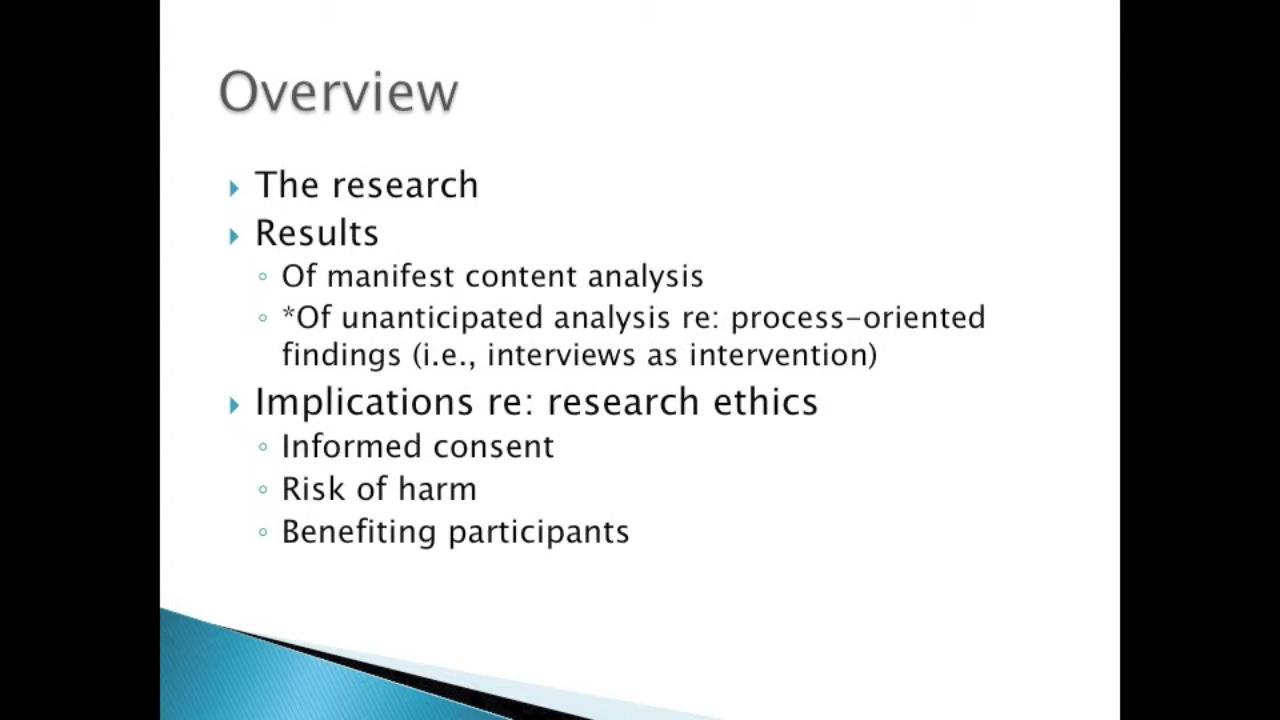 Overview
The research
Results
Of manifest content analysis
*Of unanticipated analysis re: process-oriented
findings (i.e., interviews as intervention)
Implications re: research ethics
Informed consent
Risk of harm
Benefiting participants